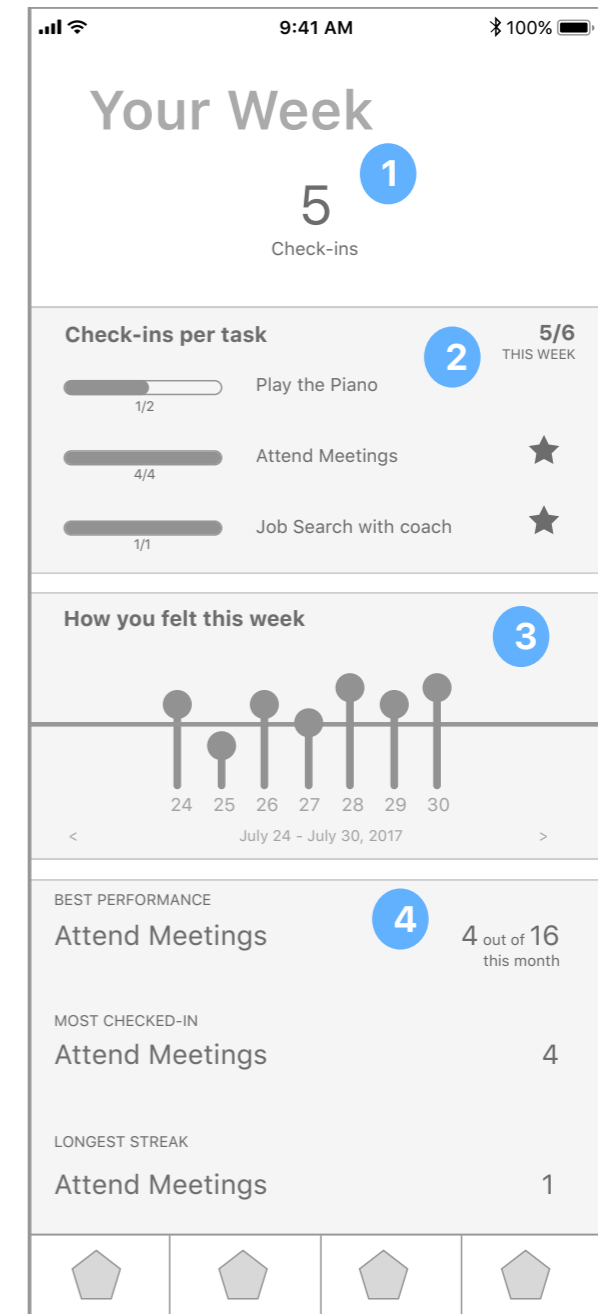 9:41 AM
100%
Your Week
1
5
Check-ins
Check-ins per task
2
5/6
THIS WEEK
Play the Piano
1/2
Attend Meetings
4/4
Job Search with coach
1/1
How you felt this week
3
24 25 26 27 28 29 30
< July 24 - July 30, 2017 >
BEST PERFORMANCE
Attend Meetings
4
4 out of 16
this month
MOST CHECKED-IN
Attend Meetings 4
LONGEST STREAK
Attend Meetings 1